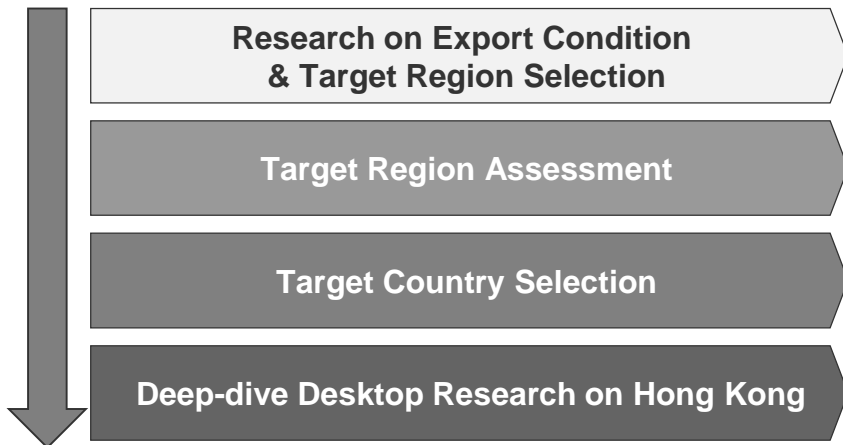 Research on Export Condition
& Target Region Selection
Target Region Assessment
Target Country Selection
Deep-dive Desktop Research on Hong Kong